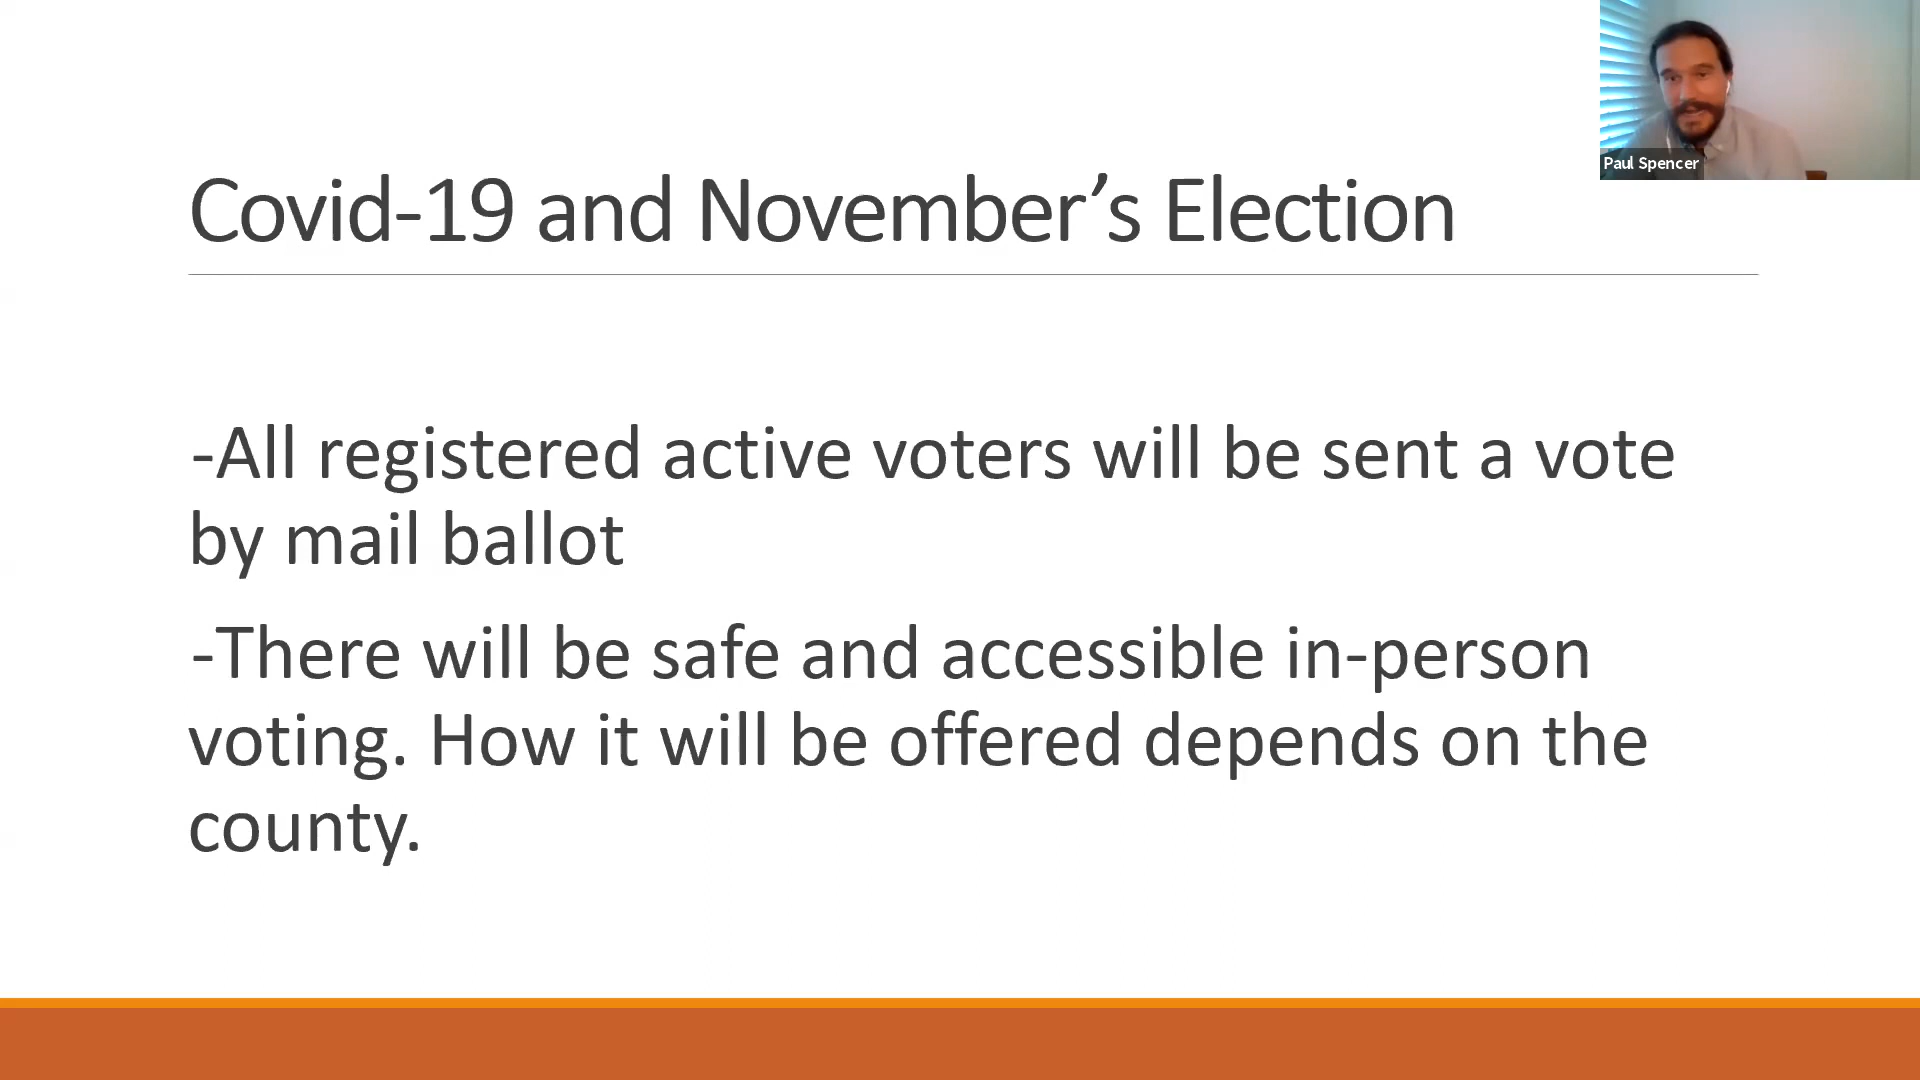 Paul Spencer
Covid-19 and November’s Election
-All registered active voters will be sent a vote
by mail ballot
-There will be safe and accessible in-person
voting. How it will be offered depends on the
county.